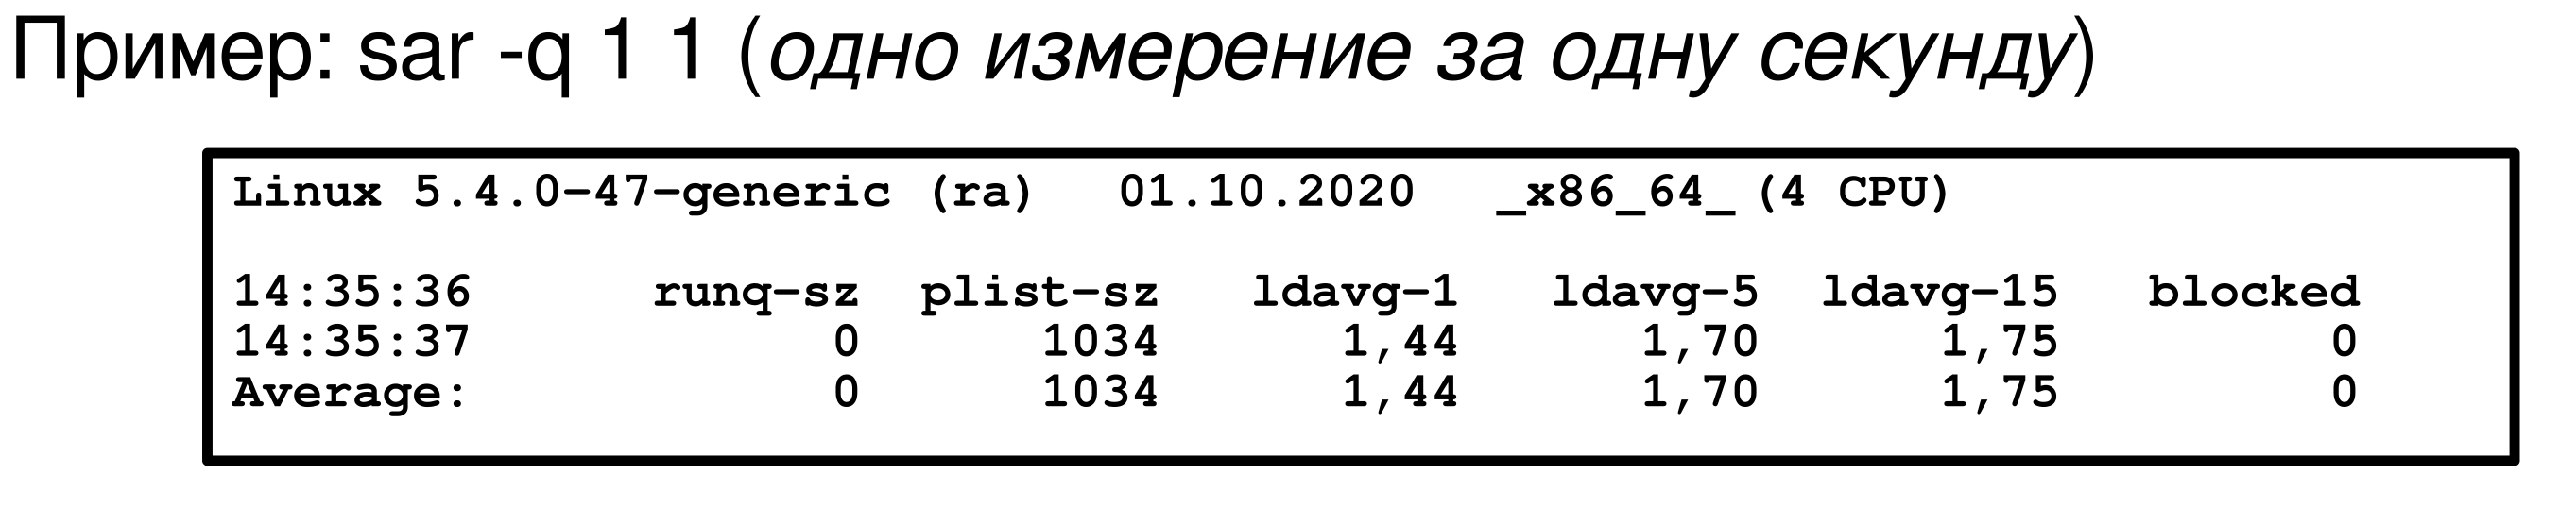 Пример: sar -q 1 1 (одно измерение за одну секунду)
Linux 5.4.0-47-generic (ra) 01.10.2020 _x86_64_ (4 CPU)
14:35:36 runq-sz plist-sz ldavg-1 ldavg-5 ldavg-15 blocked
14:35:37 0 1034 1,44 1,70 1,75 0
Average: 0 1034 1,44 1,70 1,75 0